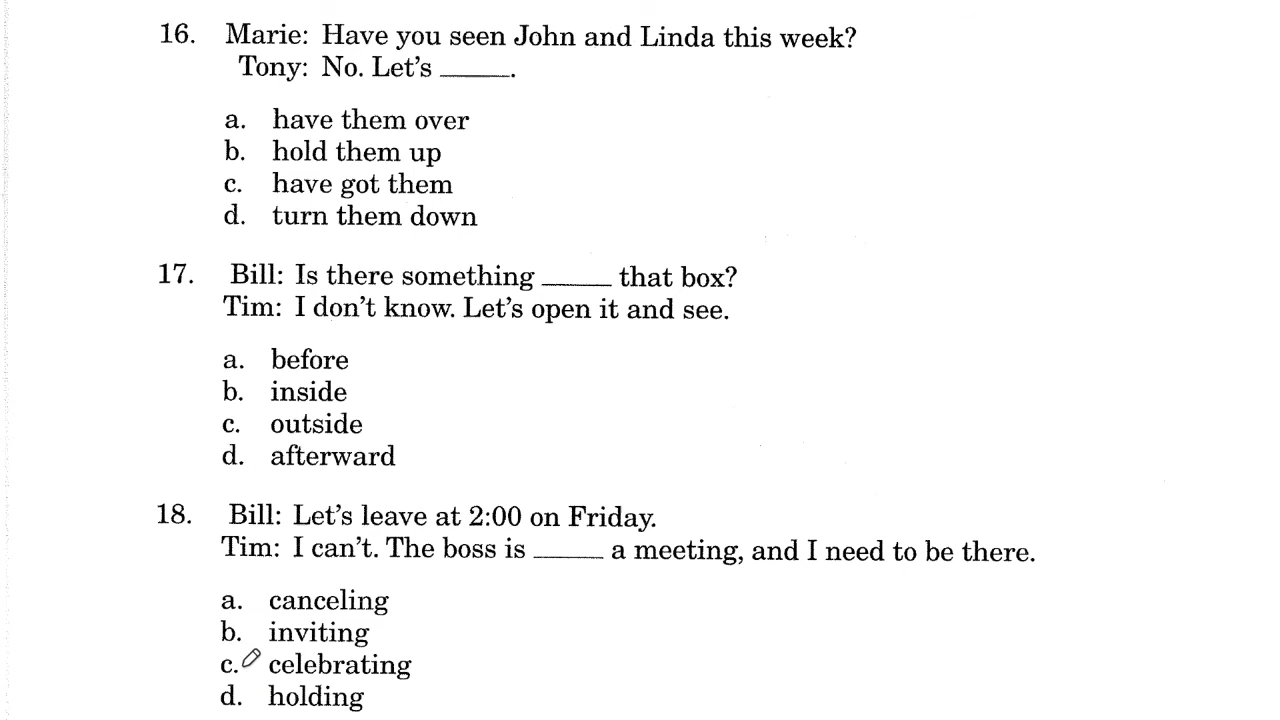 16. Marie: Have you seen John and Linda this week?
Tony: No. Let's _____.
a. have them over
b. hold them up
c. have got them
d. turn them down
17. Bill: Is there something _____ that box?
Tim: I don't know. Let's open it and see.
a. before
b. inside
c. outside
d. afterward
18. Bill: Let's leave at 2:00 on Friday.
Tim: I can't. The boss is _____ a meeting, and I need to be there.
a. canceling
b. inviting
c. celebrating
d. holding